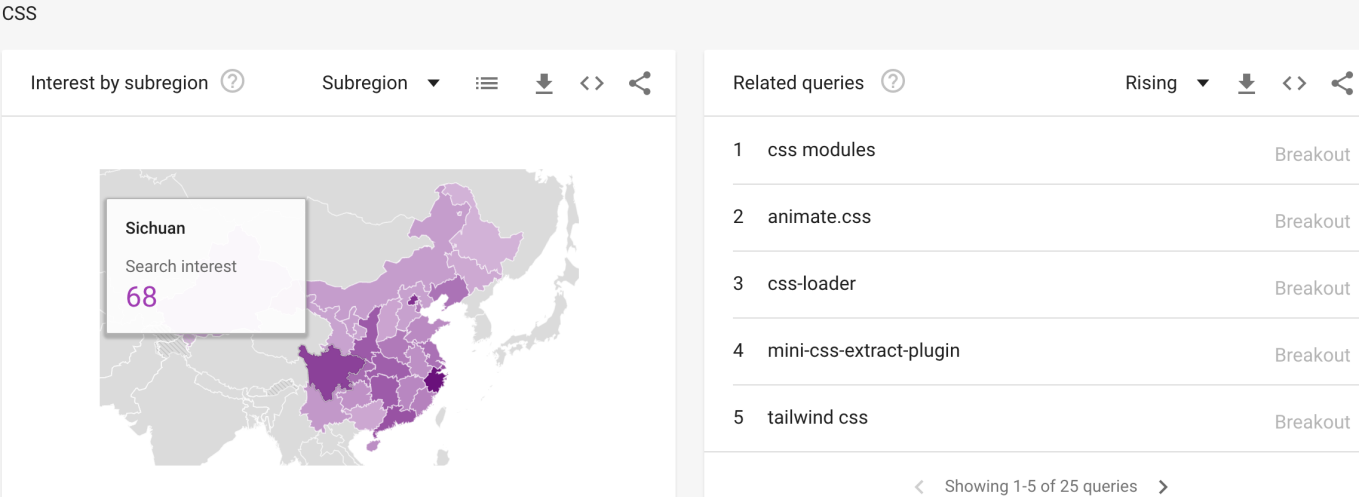 CSS
Interest by subregion ? Subregion
Sichuan
Search interest
68
Related queries ? Rising
1 css modules Breakout
2 animate.css Breakout
3 css-loader Breakout
4 mini-css-extract-plugin Breakout
5 tailwind css Breakout
Showing 1-5 of 25 queries